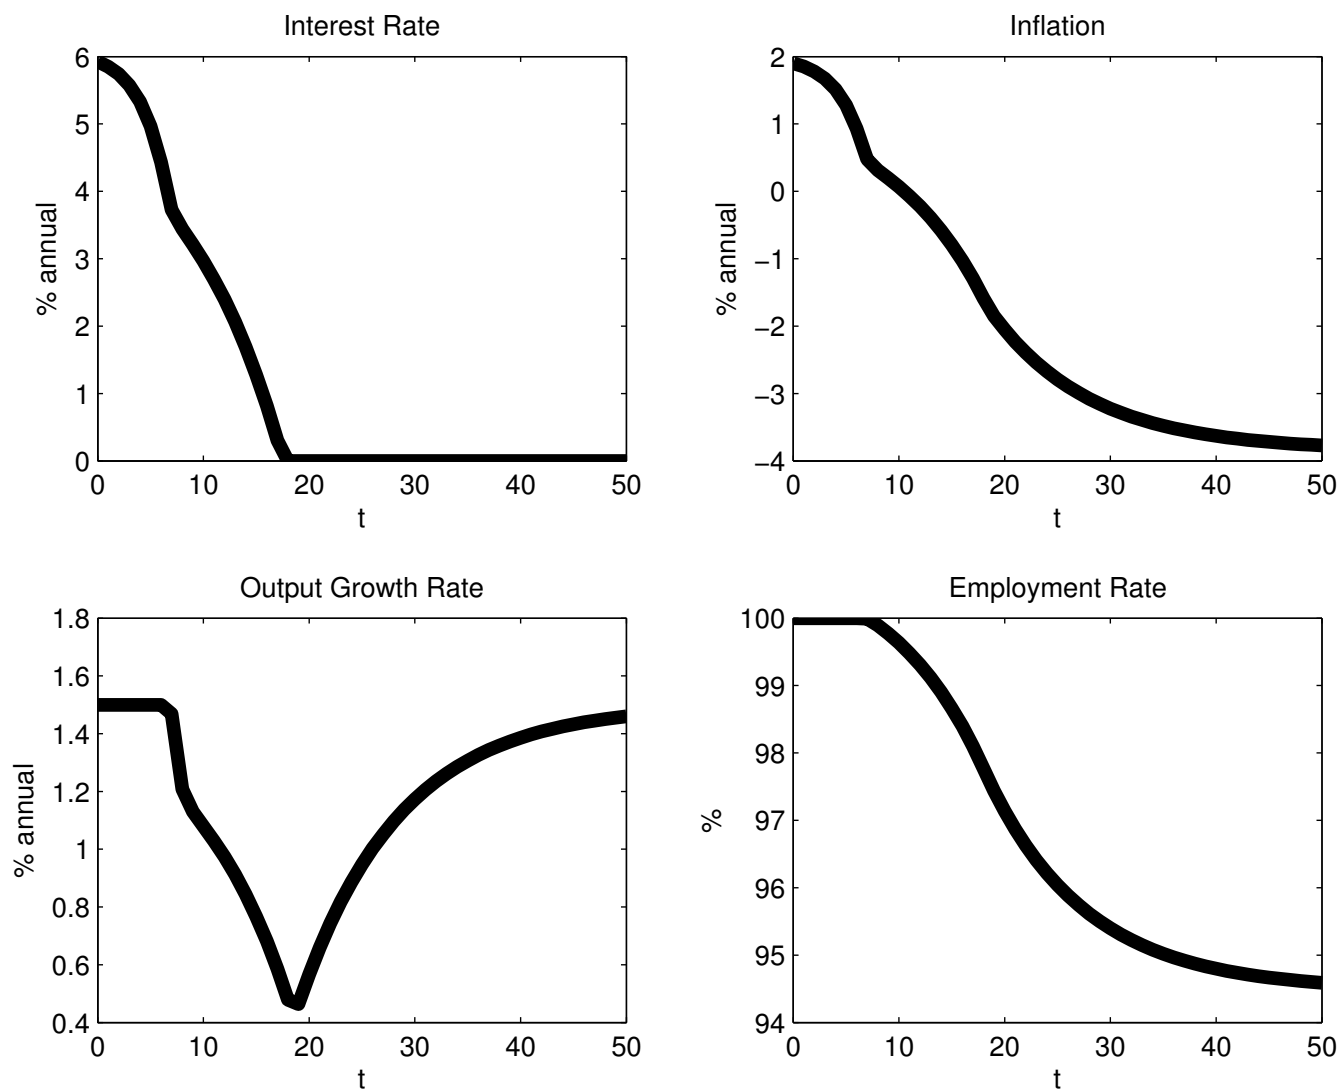 Interest Rate
6
5
4
3
2
1
0
% annual
0 10 20 30 40 50
t
Inflation
2
1
0
−1
−2
−3
−4
% annual
0 10 20 30 40 50
t
Output Growth Rate
1.8
1.6
1.4
1.2
1
0.8
0.6
0.4
% annual
0 10 20 30 40 50
t
Employment Rate
100
99
98
97
96
95
94
%
0 10 20 30 40 50
t